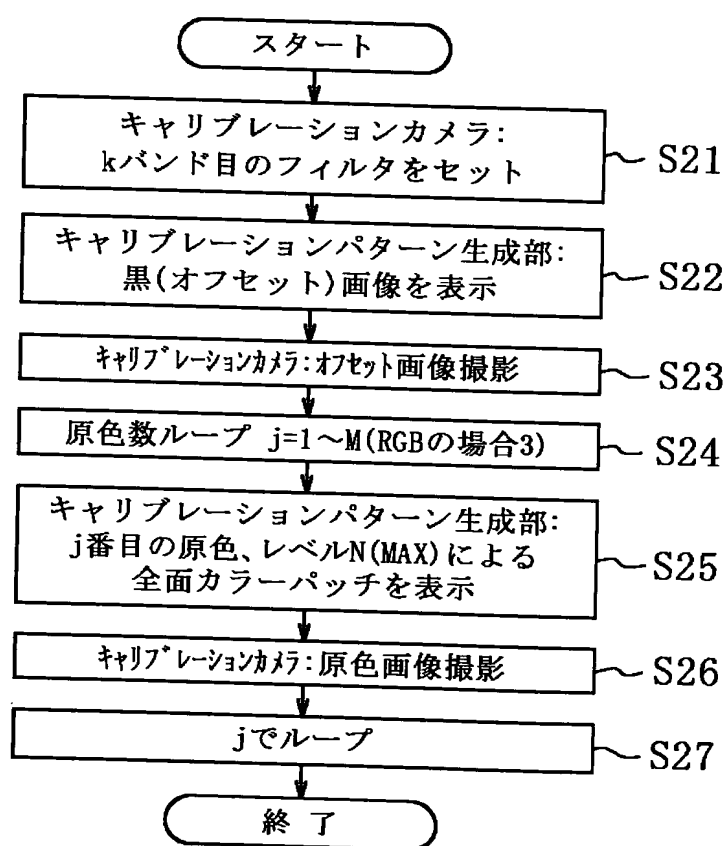 スタート
キャリブレーションカメラ:
kバンド目のフィルタをセット
S21
キャリブレーションパターン生成部:
黒(オフセット)画像を表示
S22
キャリブレーションカメラ:オフセット画像撮影
S23
原色数ループ j=1～M(RGBの場合3)
S24
キャリブレーションパターン生成部:
j番目の原色、レベルN(MAX)による
全面カラーパッチを表示
S25
キャリブレーションカメラ:原色画像撮影
S26
jでループ
S27
終 了